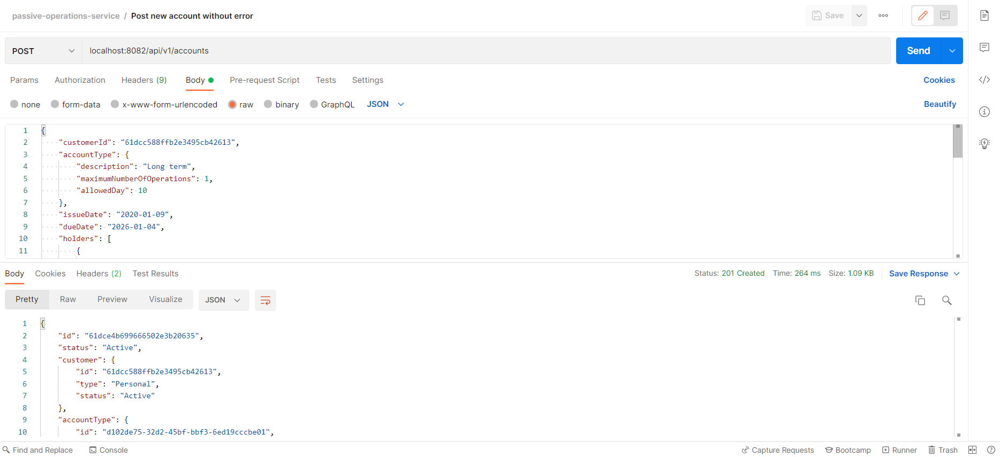 passive-operations-service / Post new account without error
Save
POST
localhost:8082/api/v1/accounts
Send
Params Authorization Headers (9) Body Pre-request Script Tests Settings Cookies
none form-data x-www-form-urlencoded raw binary GraphQL JSON Beautify
1 {
2 "customerId": "61dcc588ffb2e3495cb42613",
3 "accountType": {
4 "description": "Long term",
5 "maximumNumberOfOperations": 1,
6 "allowedDay": 10
7 },
8 "issueDate": "2020-01-09",
9 "dueDate": "2026-01-04",
10 "holders": [
11 {
Body Cookies Headers (2) Test Results Status: 201 Created Time: 264 ms Size: 1.09 KB Save Response
Pretty Raw Preview Visualize JSON
1 {
2 "id": "61dce4b699666502e3b20635",
3 "status": "Active",
4 "customer": {
5 "id": "61dcc588ffb2e3495cb42613",
6 "type": "Personal",
7 "status": "Active"
8 },
9 "accountType": {
10 "id": "d102de75-32d2-45bf-bbf3-6ed19cccbe01",
Find and Replace Console Capture Requests Bootcamp Runner Trash